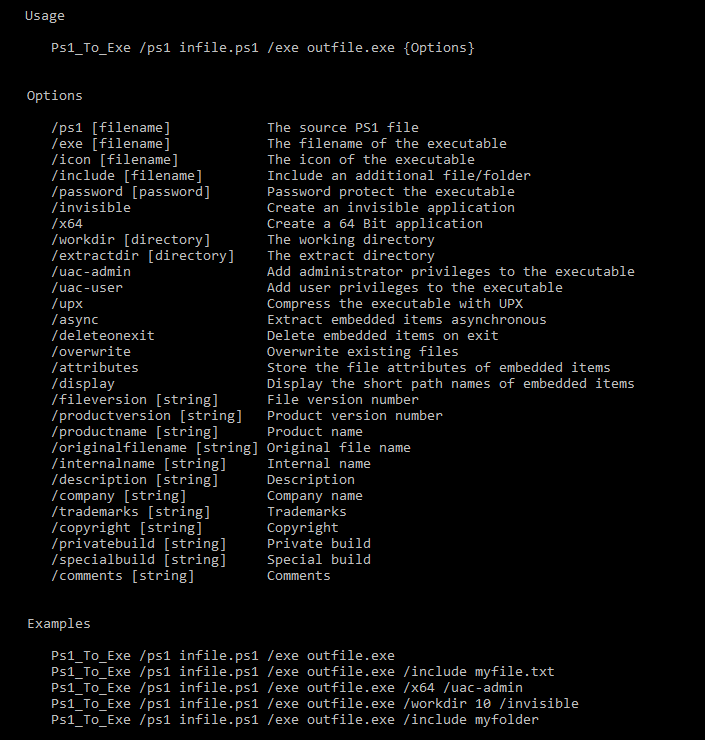 Usage
Ps1_To_Exe /ps1 infile.ps1 /exe outfile.exe {Options}
Options
/ps1 [filename] The source PS1 file
/exe [filename] The filename of the executable
/icon [filename] The icon of the executable
/include [filename] Include an additional file/folder
/password [password] Password protect the executable
/invisible Create an invisible application
/x64 Create a 64 Bit application
/workdir [directory] The working directory
/extractdir [directory] The extract directory
/uac-admin Add administrator privileges to the executable
/uac-user Add user privileges to the executable
/upx Compress the executable with UPX
/async Extract embedded items asynchronous
/deleteonexit Delete embedded items on exit
/overwrite Overwrite existing files
/attributes Store the file attributes of embedded items
/display Display the short path names of embedded items
/fileversion [string] File version number
/productversion [string] Product version number
/productname [string] Product name
/originalfilename [string] Original file name
/internalname [string] Internal name
/description [string] Description
/company [string] Company name
/trademarks [string] Trademarks
/copyright [string] Copyright
/privatebuild [string] Private build
/specialbuild [string] Special build
/comments [string] Comments
Examples
Ps1_To_Exe /ps1 infile.ps1 /exe outfile.exe
Ps1_To_Exe /ps1 infile.ps1 /exe outfile.exe /include myfile.txt
Ps1_To_Exe /ps1 infile.ps1 /exe outfile.exe /x64 /uac-admin
Ps1_To_Exe /ps1 infile.ps1 /exe outfile.exe /workdir 10 /invisible
Ps1_To_Exe /ps1 infile.ps1 /exe outfile.exe /include myfolder